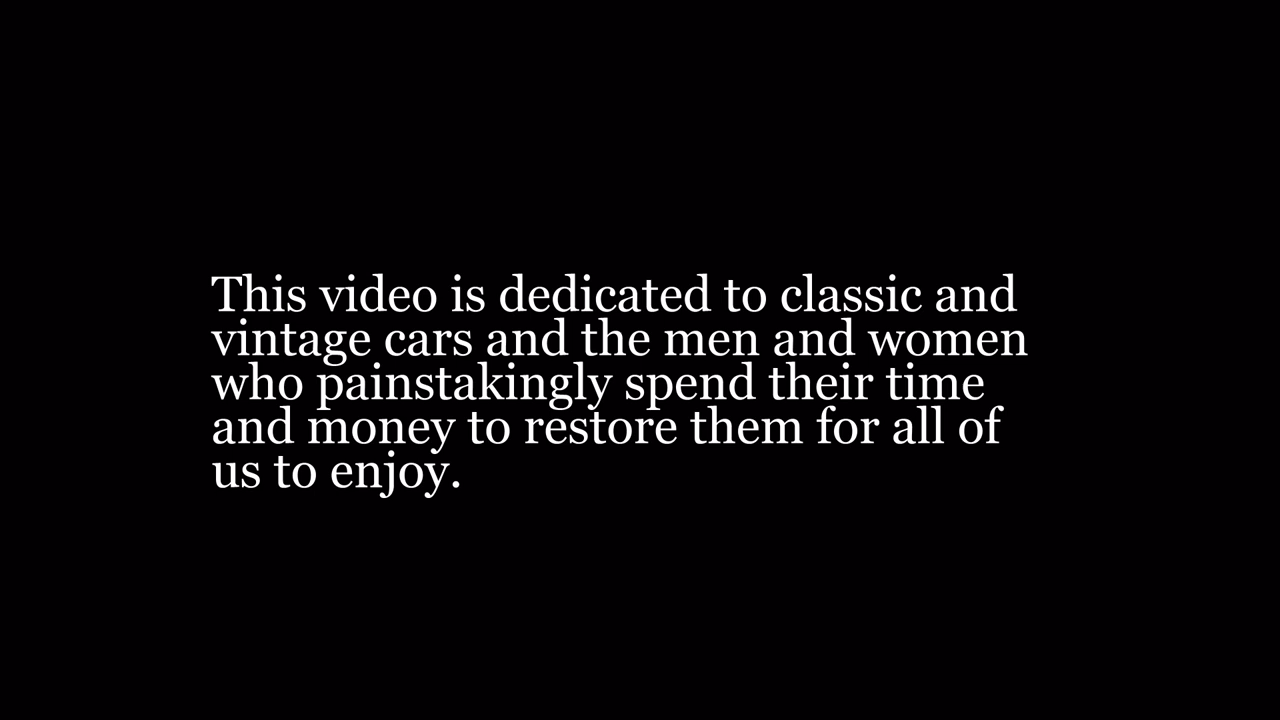 This video is dedicated to classic and
vintage cars and the men and women
who painstakingly spend their time
and money to restore them for all of
us to enjoy.